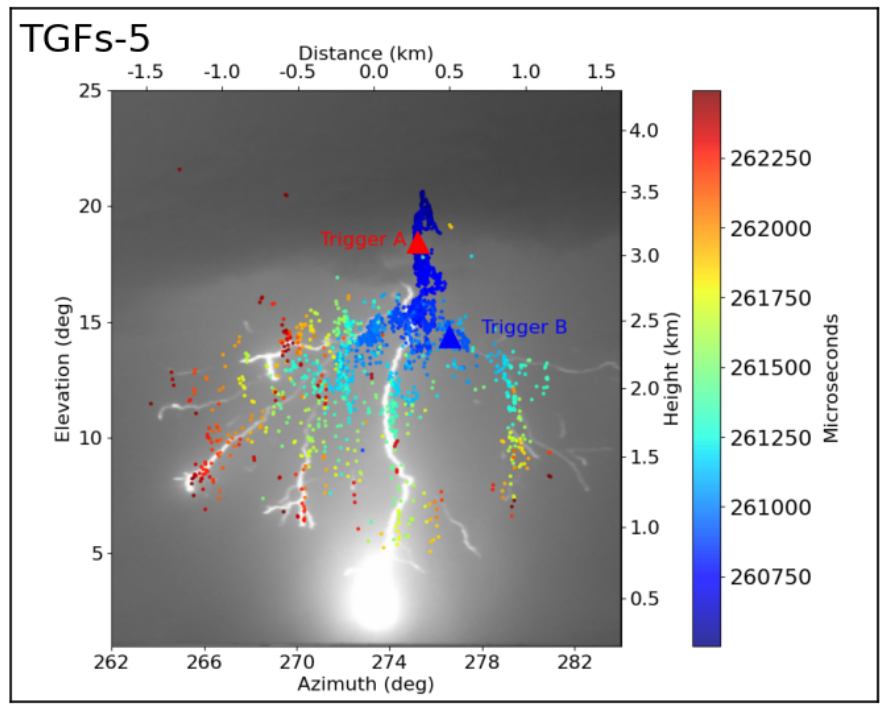 TGFs-5
Distance (km)
-1.5 -1.0 -0.5 0.0 0.5 1.0 1.5
25
20
15
10
5
Elevation (deg)
Trigger A
Trigger B
4.0
3.5
3.0
2.5
2.0
1.5
1.0
0.5
Height (km)
262 266 270 274 278 282
Azimuth (deg)
262250
262000
261750
261500
261250
261000
260750
Microseconds